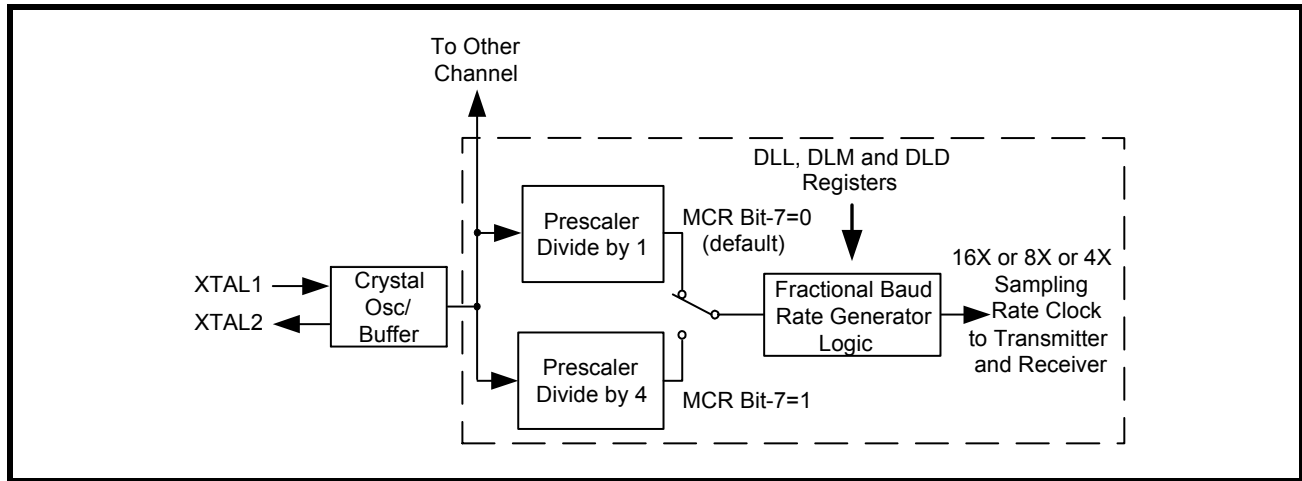 To Other
Channel
DLL, DLM and DLD
Registers
Prescaler
Divide by 1
MCR Bit-7=0
(default)
XTAL1
XTAL2
Crystal
Osc/
Buffer
Fractional Baud
Rate Generator
Logic
16X or 8X or 4X
Sampling
Rate Clock
to Transmitter
and Receiver
Prescaler
Divide by 4
MCR Bit-7=1